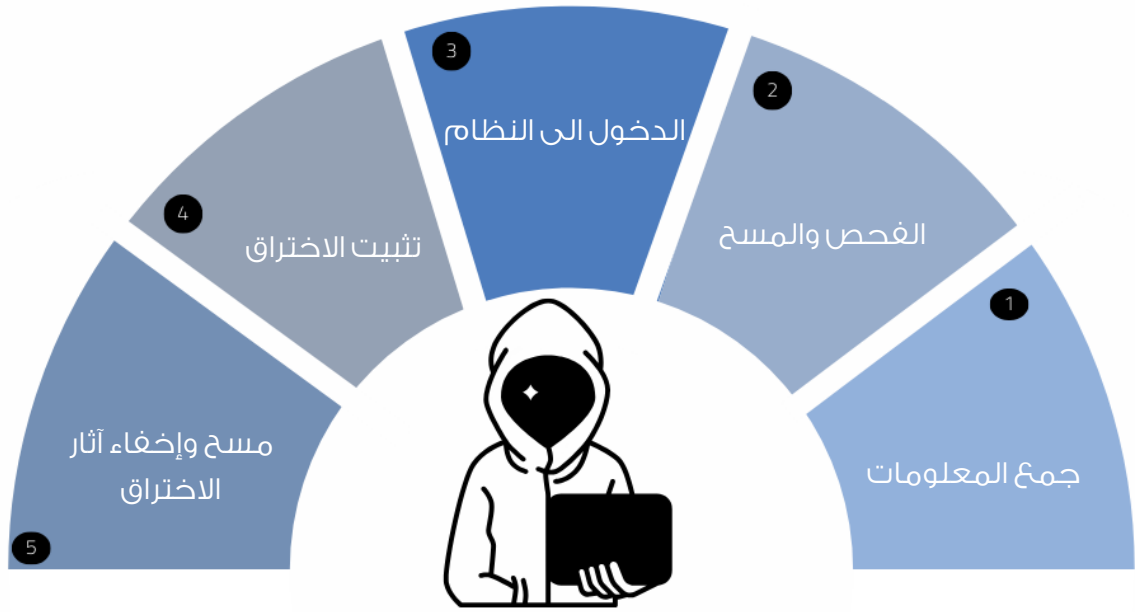 1
جمع المعلومات
2
الفحص والمسح
3
الدخول الى النظام
4
تثبيت الاختراق
5
مسح وإخفاء آثار
الاختراق